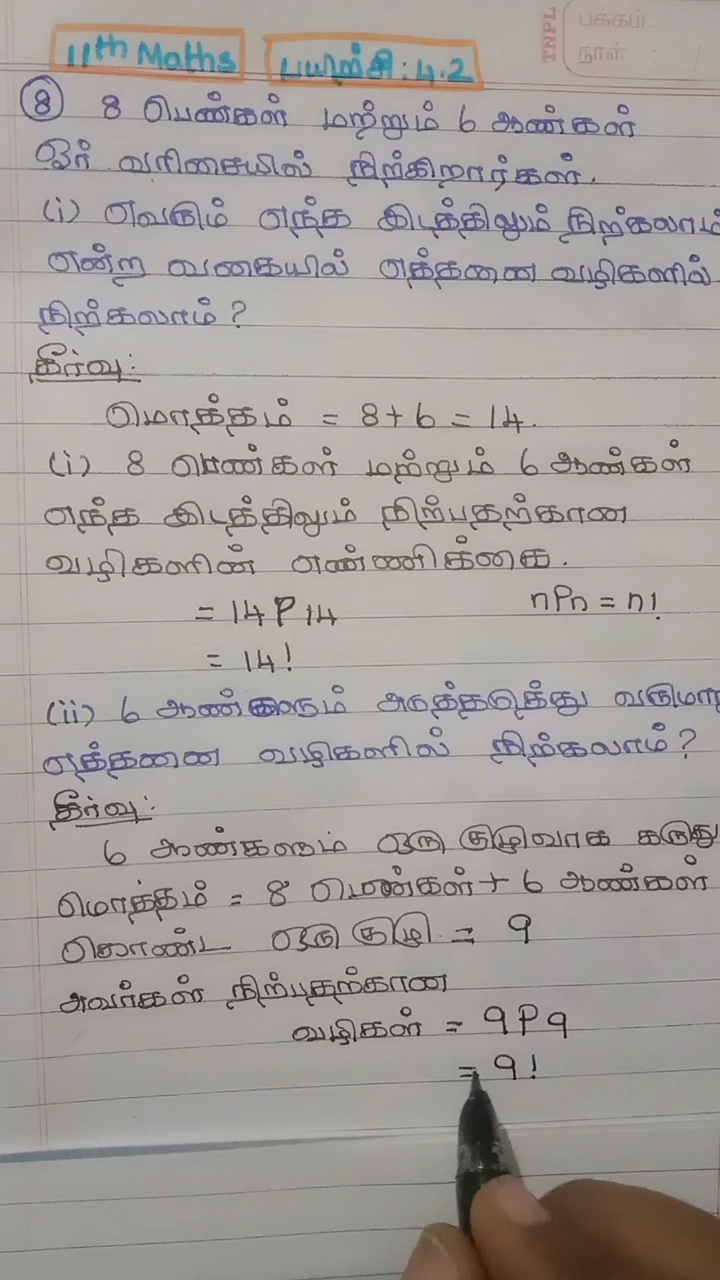 TNPL
பக்கம் :
நாள் :
11th Maths பயிற்சி : 4.2
(8) 8 பெண்கள் மற்றும் 6 ஆண்கள்
ஓர் வரிசையில் நிற்கிறார்கள்.
(i) எவரும் எந்த இடத்திலும் நிற்கலாம்
என்ற வகையில் எத்தனை வழிகளில்
நிற்கலாம்?
தீர்வு:
மொத்தம் = 8+6 = 14.
(i) 8 பெண்கள் மற்றும் 6 ஆண்கள்
எந்த இடத்திலும் நிற்பதற்கான
வழிகளின் எண்ணிக்கை.
= 14P14 nPn = n!
= 14!
(ii) 6 ஆண்களும் அடுத்தடுத்து வருமா
எத்தனை வழிகளில் நிற்கலாம்?
தீர்வு:
6 ஆண்களும் ஒரு குழுவாக கருது
மொத்தம் = 8 பெண்கள் + 6 ஆண்கள்
கொண்ட ஒரு குழு = 9
அவர்கள் நிற்பதற்கான
வழிகள் = 9P9
= 9!